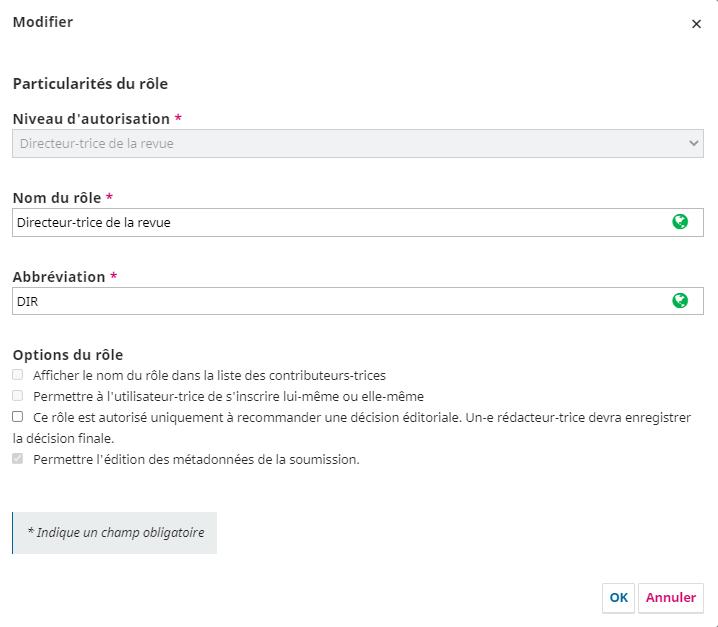 Modifier
×
Particularités du rôle
Niveau d'autorisation *
Directeur-trice de la revue
Nom du rôle *
Directeur-trice de la revue
Abbréviation *
DIR
Options du rôle
Afficher le nom du rôle dans la liste des contributeurs-trices
Permettre à l'utilisateur-trice de s'inscrire lui-même ou elle-même
Ce rôle est autorisé uniquement à recommander une décision éditoriale. Un-e rédacteur-trice devra enregistrer
la décision finale.
Permettre l'édition des métadonnées de la soumission.
* Indique un champ obligatoire
OK Annuler